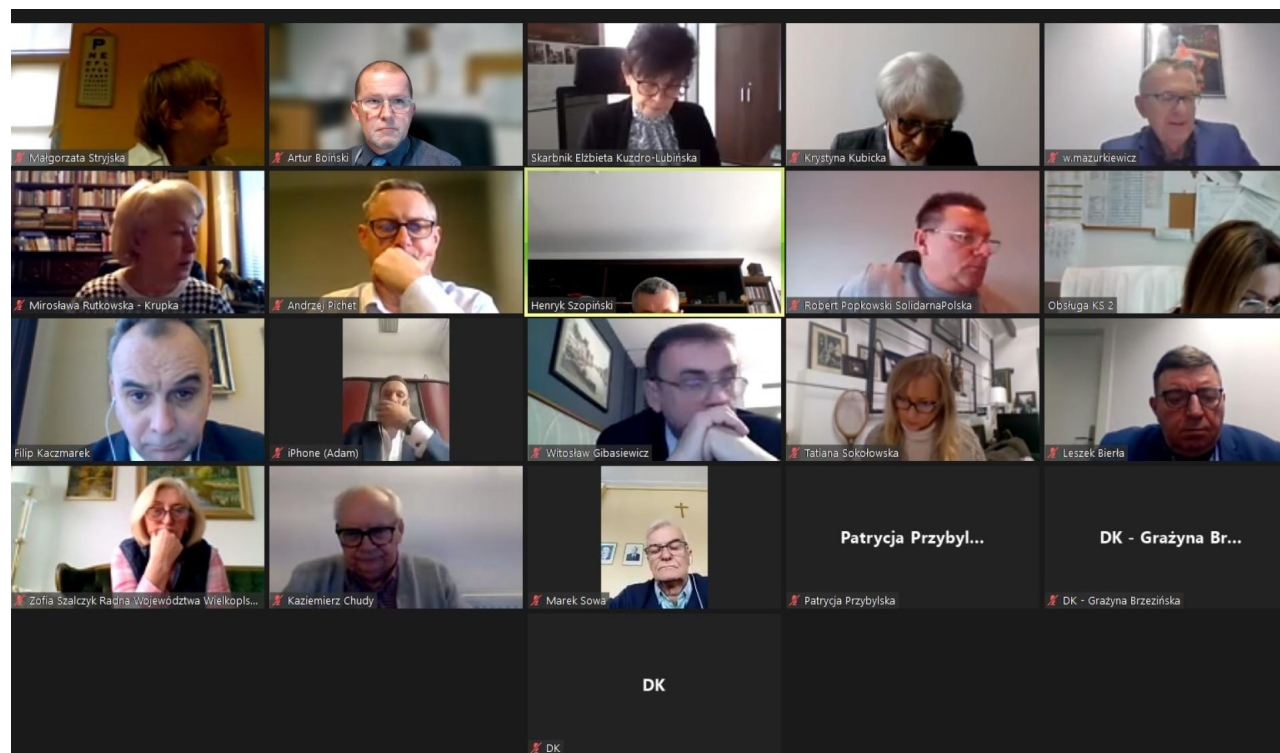 P
Małgorzata Stryjska
Artur Boiński
Skarbnik Elżbieta Kuzdro-Lubińska
Krystyna Kubicka
w.mazurkiewicz
Mirosława Rutkowska - Krupka
Andrzej Pichet
Henryk Szopiński
Robert Popkowski SolidarnaPolska
Obsługa KS 2
Filip Kaczmarek
iPhone (Adam)
Witosław Gibasiewicz
Tatiana Sokołowska
Leszek Bierła
Zofia Szalczyk Radna Województwa Wielkopls...
Kaziemierz Chudy
Marek Sowa
Patrycja Przybyl...
Patrycja Przybylska
DK - Grażyna Br...
DK - Grażyna Brzezińska
DK
DK